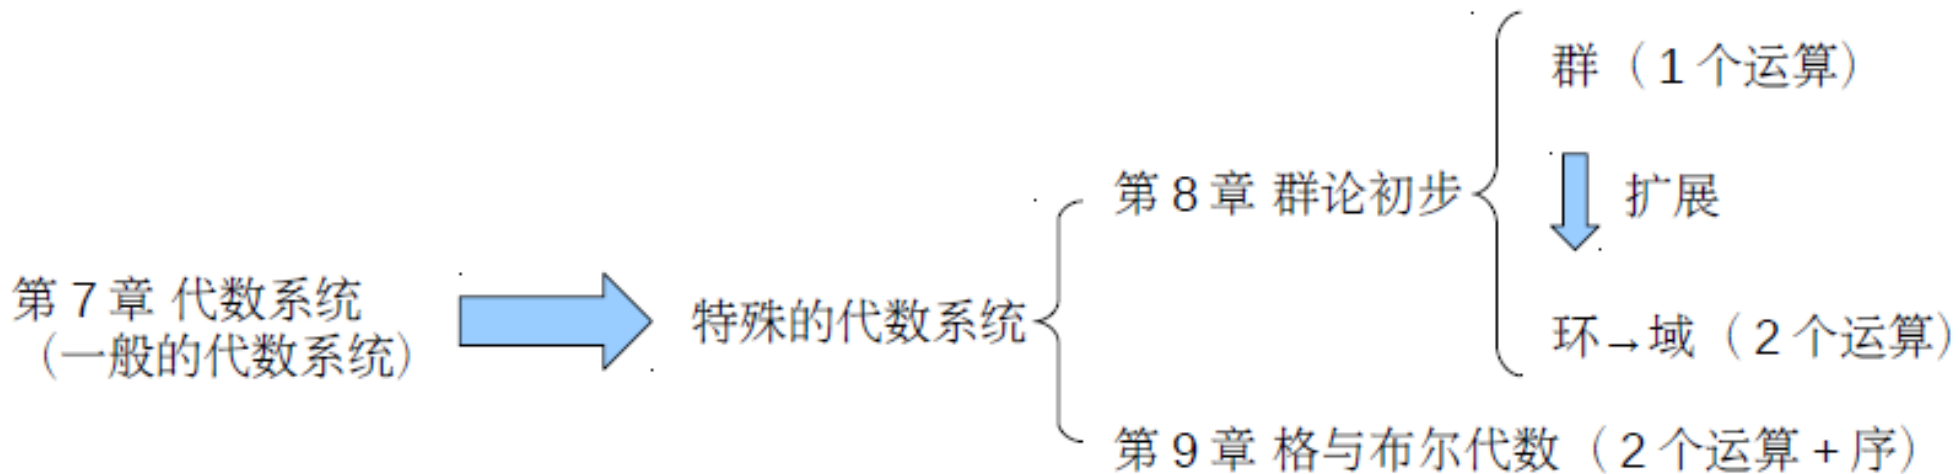 第 7 章 代数系统
（一般的代数系统）
特殊的代数系统
第 8 章 群论初步
群（1 个运算）
扩展
环→域（2 个运算）
第 9 章 格与布尔代数（2 个运算 + 序）